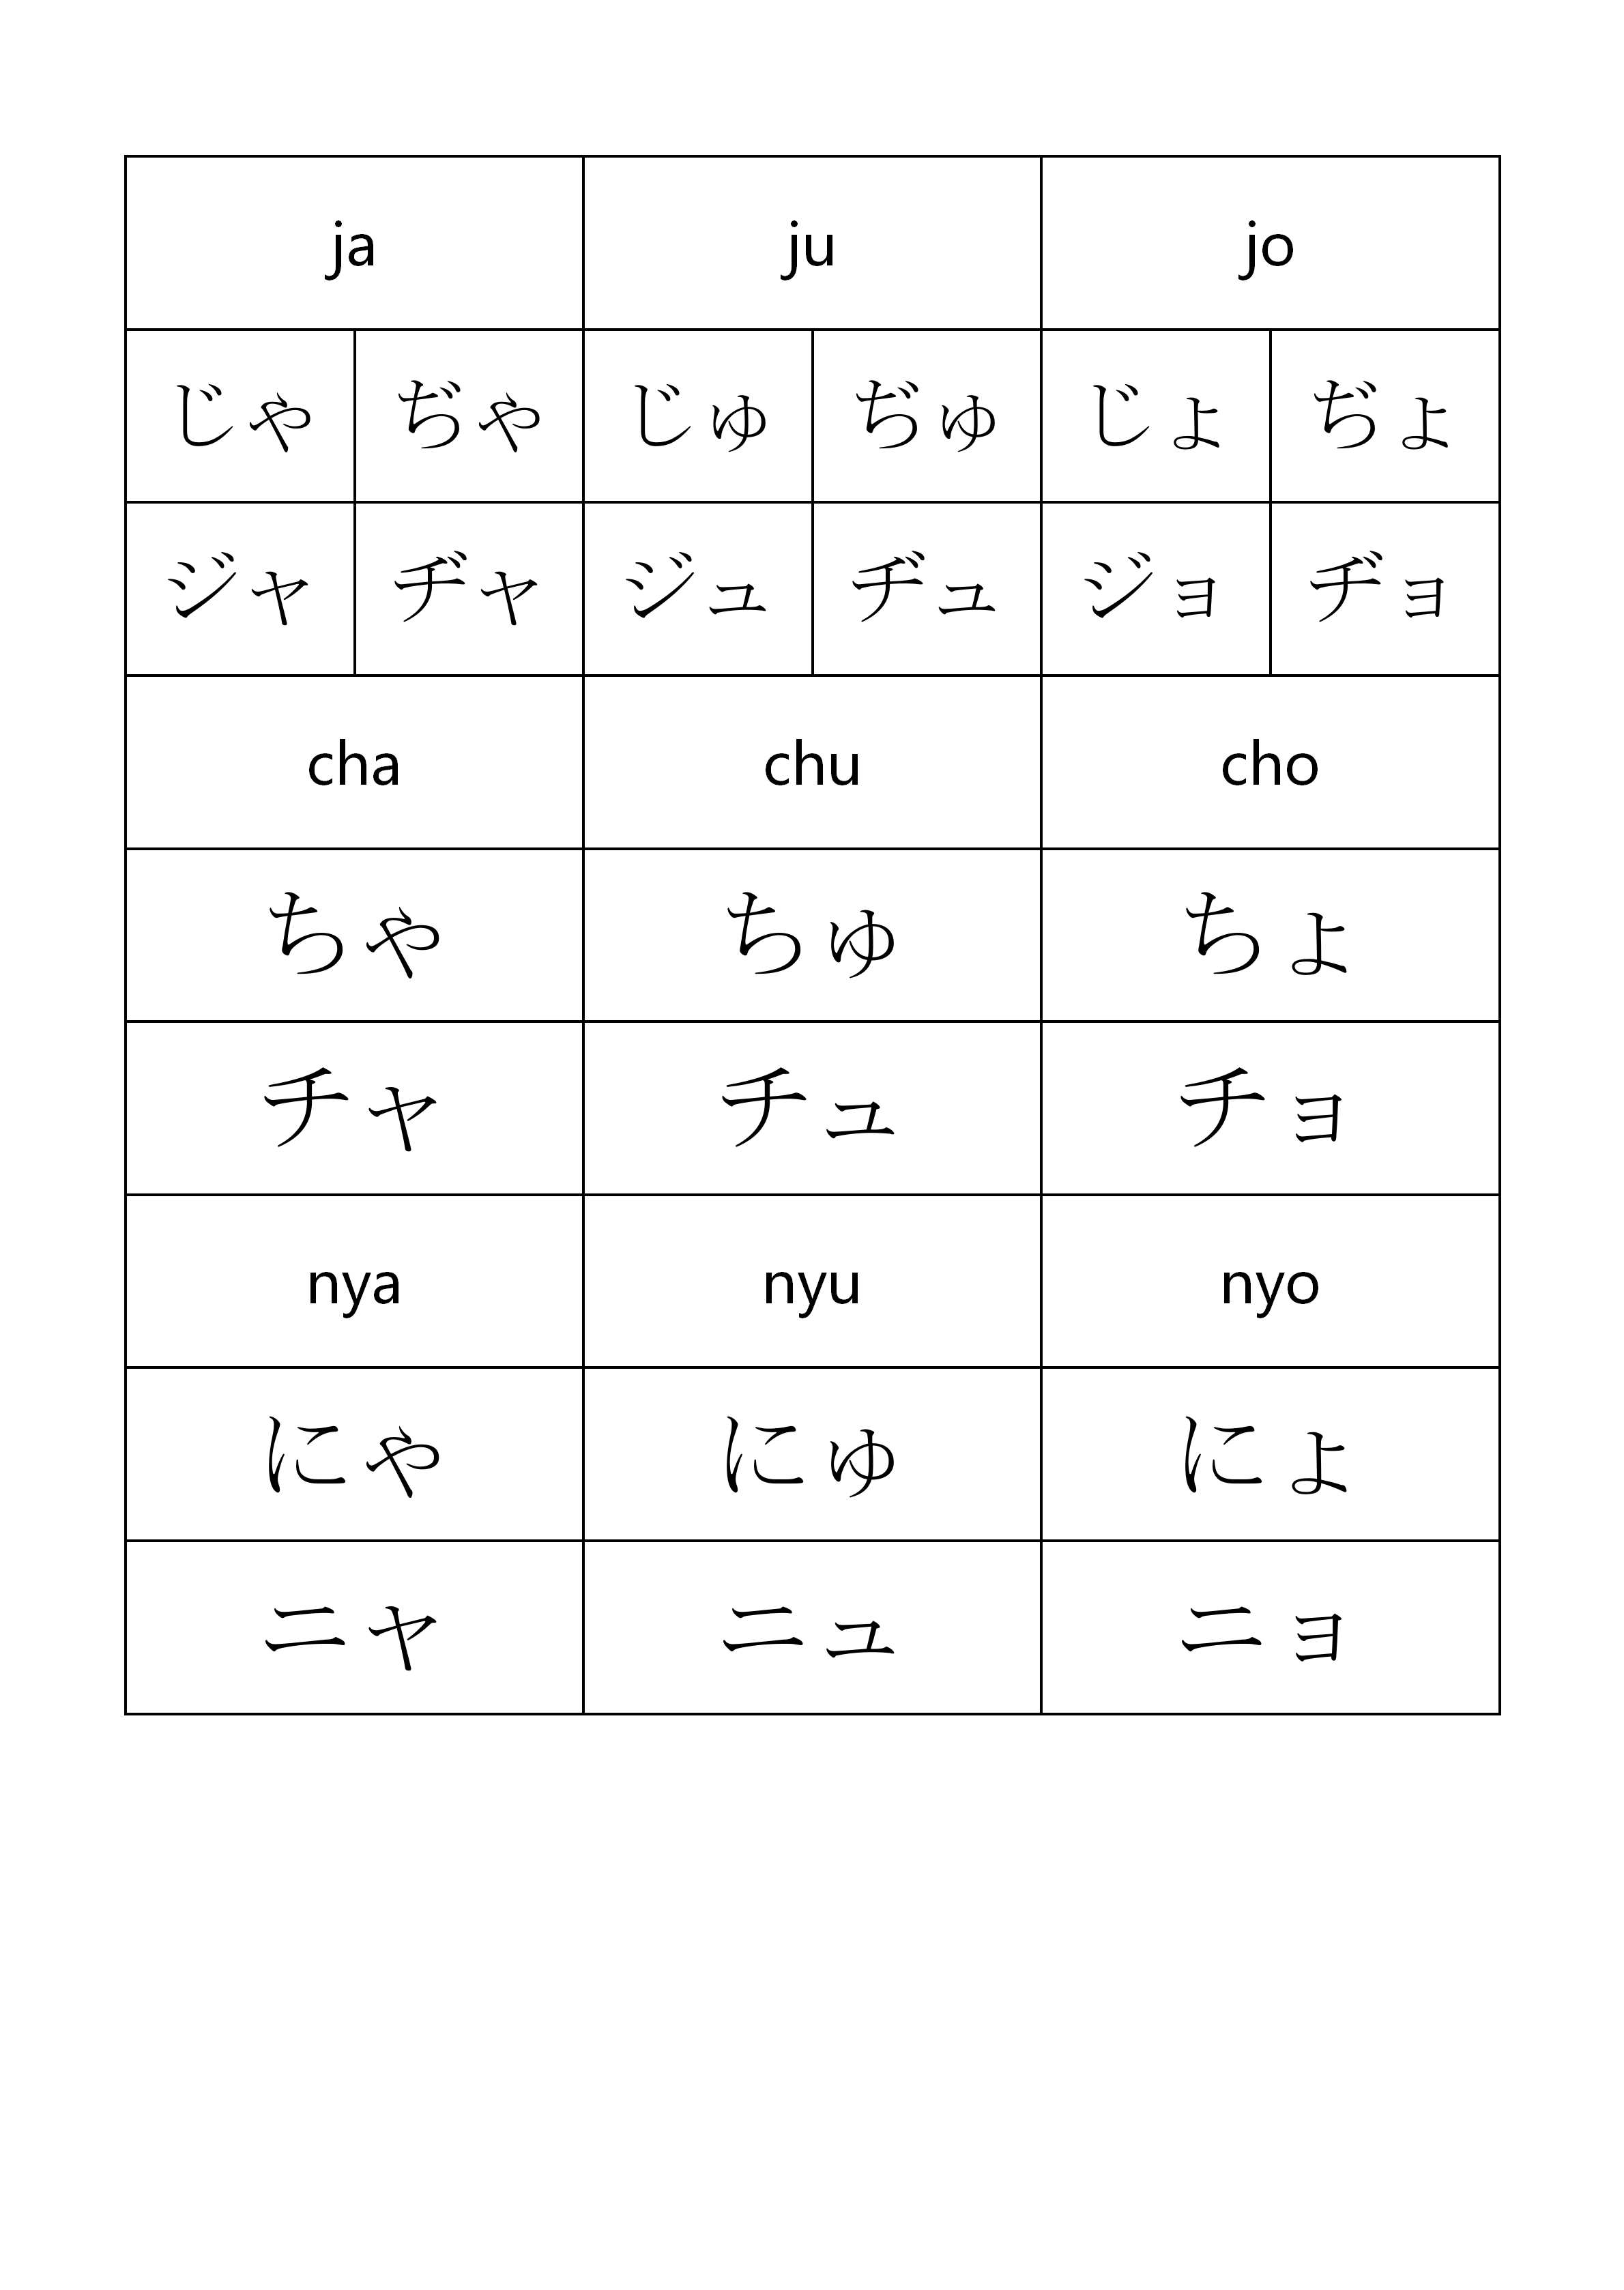 ja ju jo
じゃ ぢゃ じゅ ぢゅ じょ ぢょ
ジャ ヂャ ジュ ヂュ ジョ ヂョ
cha chu cho
ちゃ ちゅ ちょ
チャ チュ チョ
nya nyu nyo
にゃ にゅ にょ
ニャ ニュ ニョ